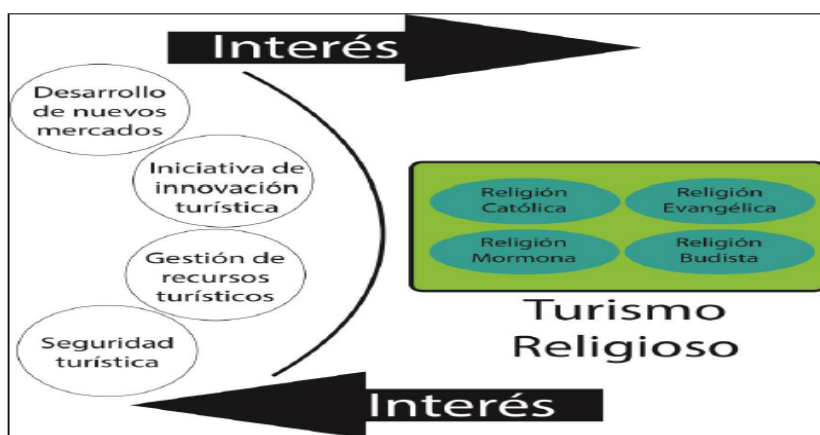 Interés
Desarrollo
de nuevos
mercados
Iniciativa de
innovación
turística
Gestión de
recursos
turísticos
Seguridad
turística
Religión
Católica
Religión
Evangélica
Religión
Mormona
Religión
Budista
Turismo
Religioso
Interés